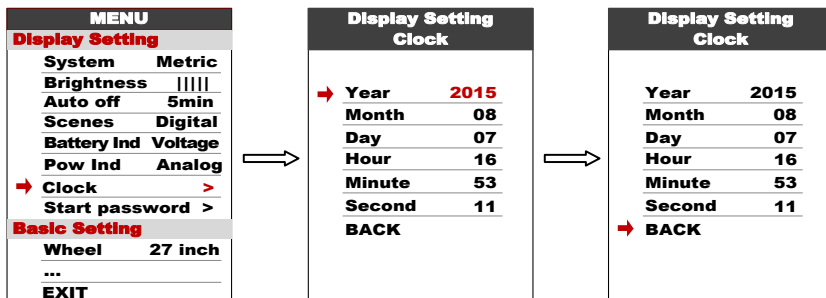 MENU
Display Setting
System Metric
Brightness |||||
Auto off 5min
Scenes Digital
Battery Ind Voltage
Pow Ind Analog
Clock >
Start password >
Basic Setting
Wheel 27 inch
...
EXIT
Display Setting
Clock
Year 2015
Month 08
Day 07
Hour 16
Minute 53
Second 11
BACK
Display Setting
Clock
Year 2015
Month 08
Day 07
Hour 16
Minute 53
Second 11
BACK